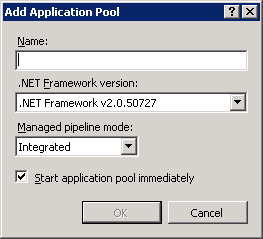 Add Application Pool
Name:
.NET Framework version:
.NET Framework v2.0.50727
Managed pipeline mode:
Integrated
Start application pool immediately
OK Cancel